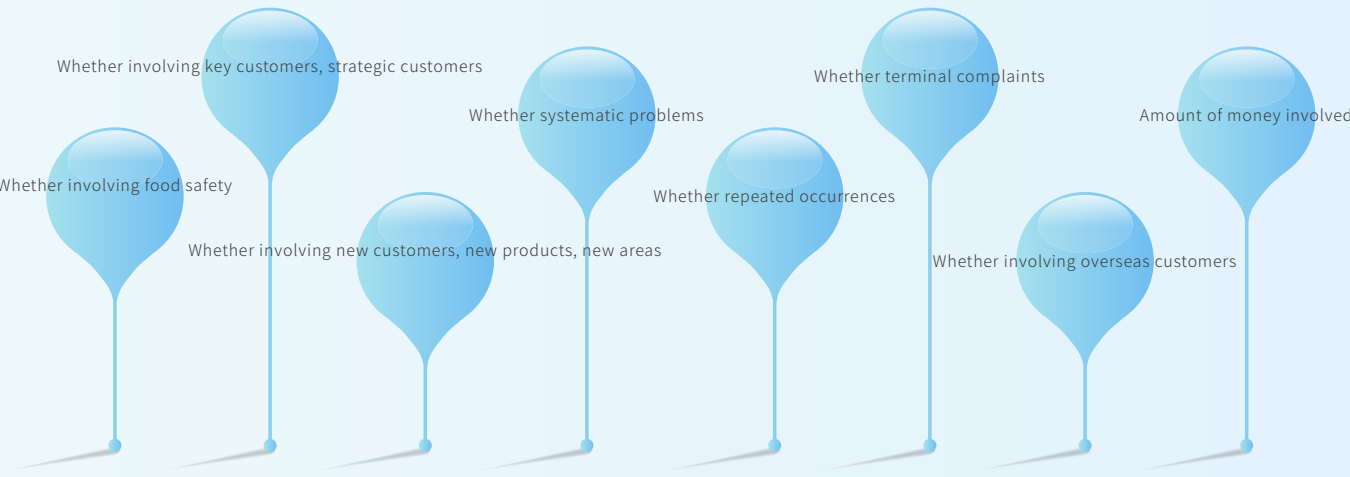 Whether involving key customers, strategic customers
Whether terminal complaints
Whether systematic problems
Amount of money involved
Whether involving food safety
Whether repeated occurrences
Whether involving new customers, new products, new areas
Whether involving overseas customers